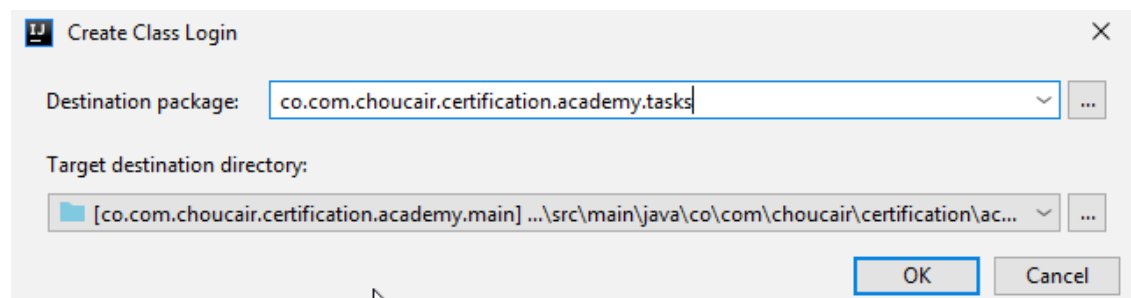 IJ Create Class Login
Destination package: co.com.choucair.certification.academy.tasks ...
Target destination directory:
[co.com.choucair.certification.academy.main] ...\src\main\java\co\com\choucair\certification\ac... ...
OK Cancel